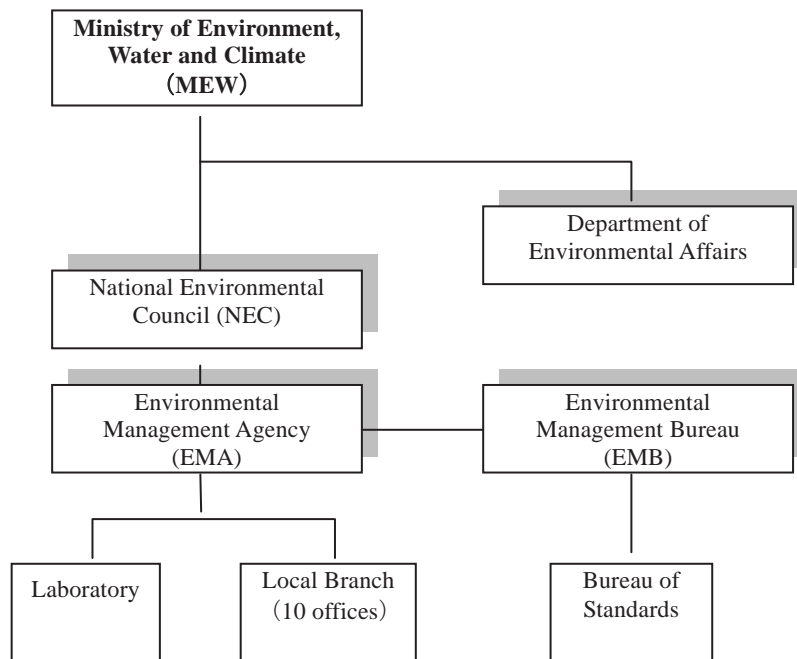 Ministry of Environment,
Water and Climate
（MEW）
Department of
Environmental Affairs
National Environmental
Council (NEC)
Environmental
Management Agency
(EMA)
Environmental
Management Bureau
(EMB)
Laboratory
Local Branch
（10 offices）
Bureau of
Standards